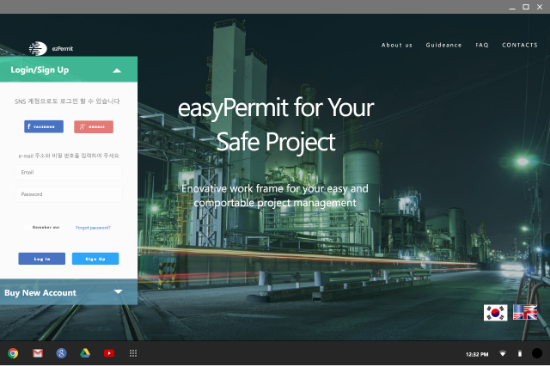 ezPermit
About us Guideance FAQ CONTACTS
Login/Sign Up
SNS 계정으로도 로그인 할 수 있습니다
FACEBOOK
GOOGLE
e-mail 주소와 비밀 번호를 입력하여 주세요
Email
Password
Remeber me
Forgot password?
Log in
Sign Up
Buy New Account
easyPermit for Your
Safe Project
Enovative work frame for your easy and
comportable project management
12:32 PM